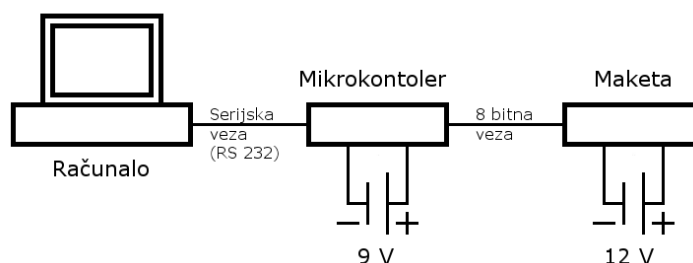 Mikrokontoler
Maketa
Serijska
veza
(RS 232)
8 bitna
veza
Računalo
− +
− +
9 V
12 V